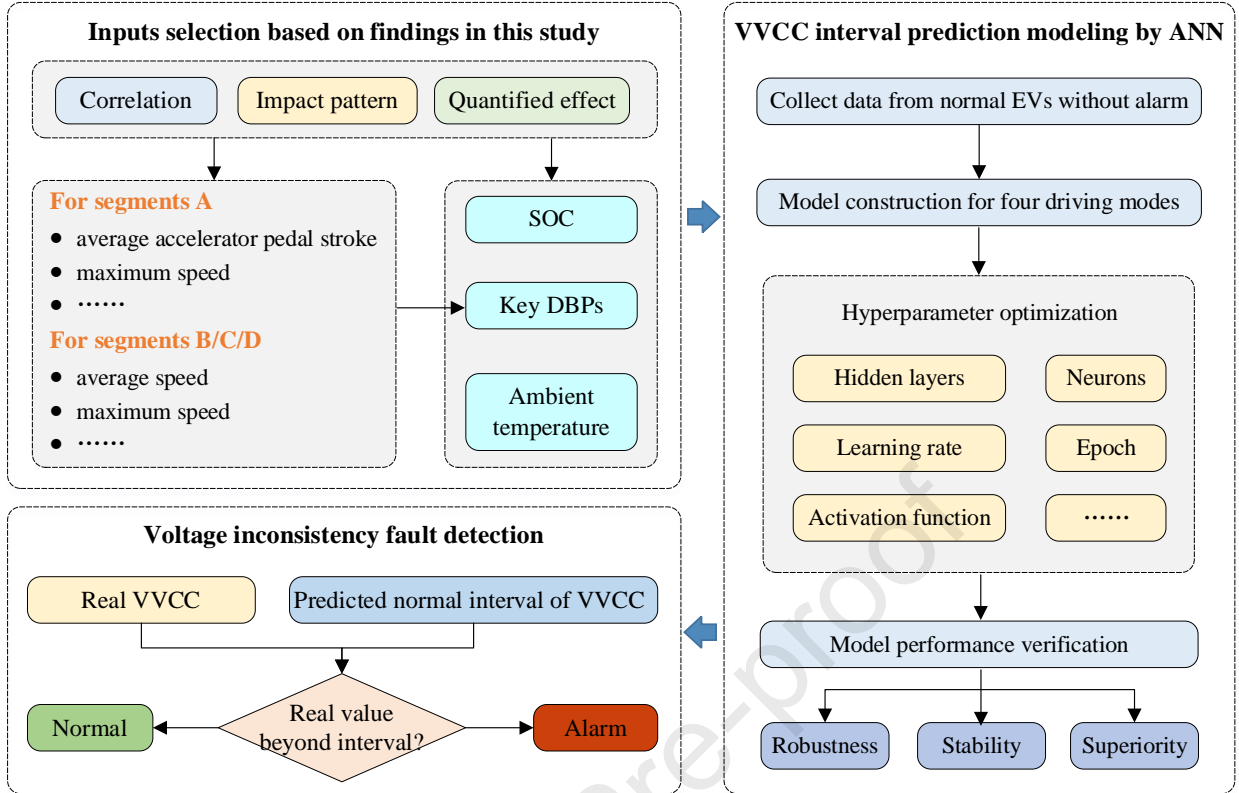 Inputs selection based on findings in this study
Correlation
Impact pattern
Quantified effect
For segments A
● average accelerator pedal stroke
● maximum speed
● ······
For segments B/C/D
● average speed
● maximum speed
● ······
SOC
Key DBPs
Ambient
temperature
VVCC interval prediction modeling by ANN
Collect data from normal EVs without alarm
Model construction for four driving modes
Hyperparameter optimization
Hidden layers
Neurons
Learning rate
Epoch
Activation function
······
Model performance verification
Robustness
Stability
Superiority
Voltage inconsistency fault detection
Real VVCC
Predicted normal interval of VVCC
Normal
Real value
beyond interval?
Alarm
re-proof